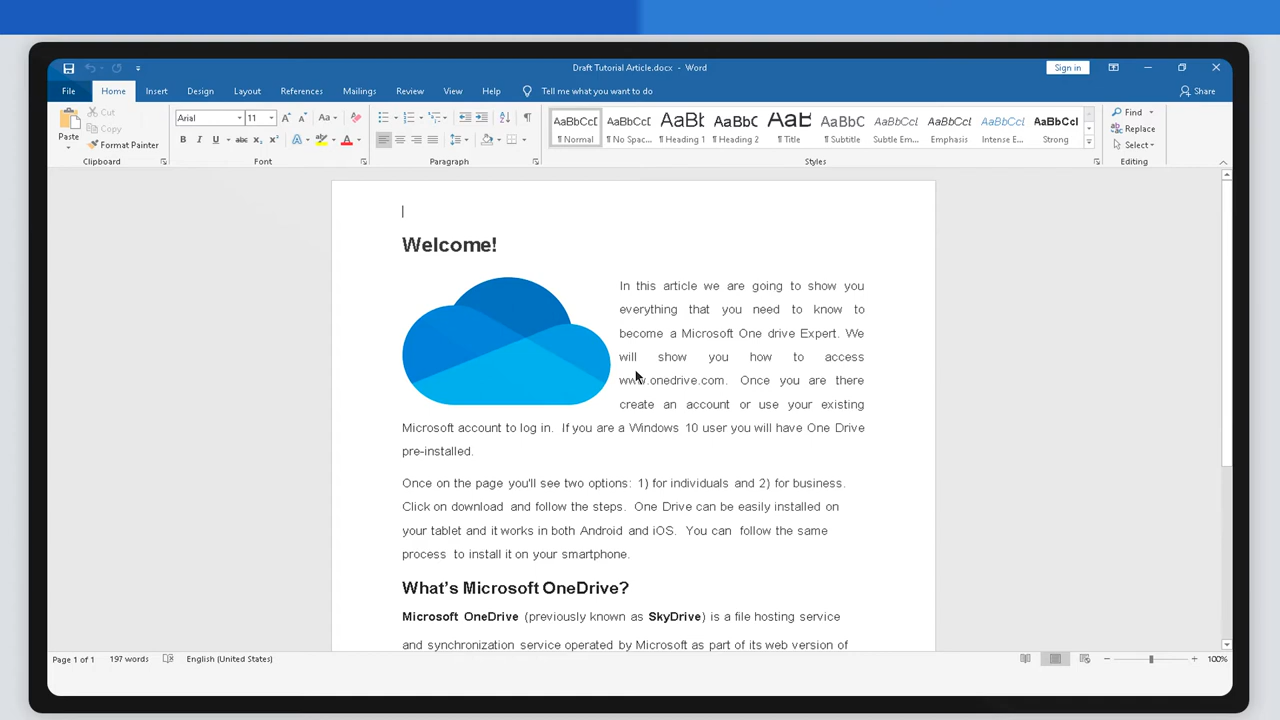 Draft Tutorial Article.docx - Word
Sign in
File Home Insert Design Layout References Mailings Review View Help Tell me what you want to do Share
Paste
Cut
Copy
Format Painter
Clipboard
Arial 11
Font
Paragraph
AaBbCcD AaBbCcD AaBbC AaBbCc AaB AaBbC AaBbCcI AaBbCcl AaBbCcl AaBbCcl
¶ Normal ¶ No Spac... ¶ Heading 1 ¶ Heading 2 ¶ Title ¶ Subtitle Subtle Em... Emphasis Intense E... Strong
Styles
Find
Replace
Select
Editing
Welcome!
In this article we are going to show you
everything that you need to know to
become a Microsoft One drive Expert. We
will show you how to access
www.onedrive.com. Once you are there
create an account or use your existing
Microsoft account to log in. If you are a Windows 10 user you will have One Drive
pre-installed.
Once on the page you'll see two options: 1) for individuals and 2) for business.
Click on download and follow the steps. One Drive can be easily installed on
your tablet and it works in both Android and iOS. You can follow the same
process to install it on your smartphone.
What's Microsoft OneDrive?
Microsoft OneDrive (previously known as SkyDrive) is a file hosting service
and synchronization service operated by Microsoft as part of its web version of
Page 1 of 1 197 words English (United States) 100%